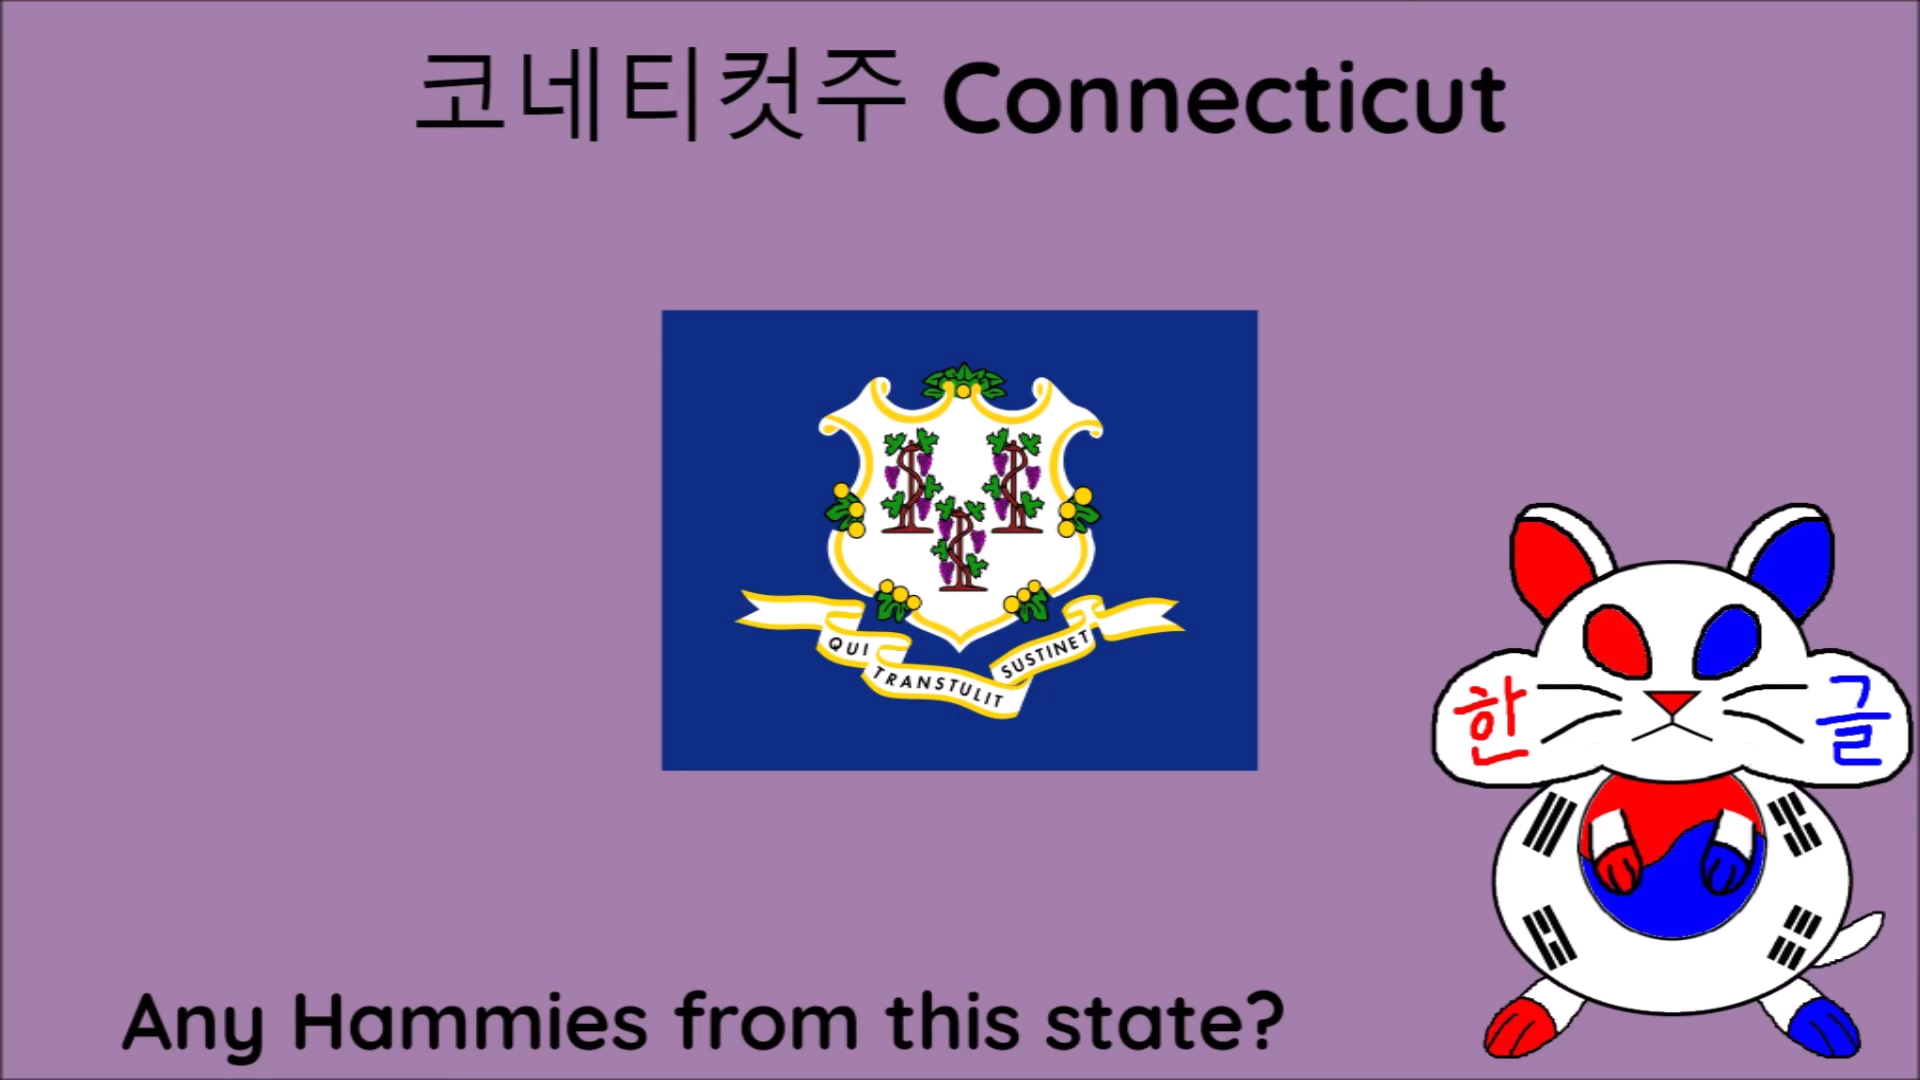 코네티컷주 Connecticut
QUI TRANSTULIT SUSTINET
한 글
Any Hammies from this state?